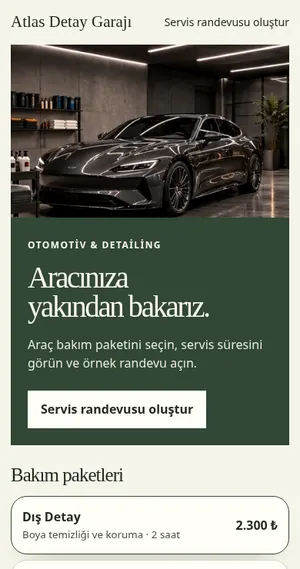 Atlas Detay Garajı
Servis randevusu oluştur
OTOMOTİV & DETAİLİNG
Aracınıza
yakından bakarız.
Araç bakım paketini seçin, servis süresini
görün ve örnek randevu açın.
Servis randevusu oluştur
Bakım paketleri
Dış Detay
Boya temizliği ve koruma · 2 saat
2.300 ₺